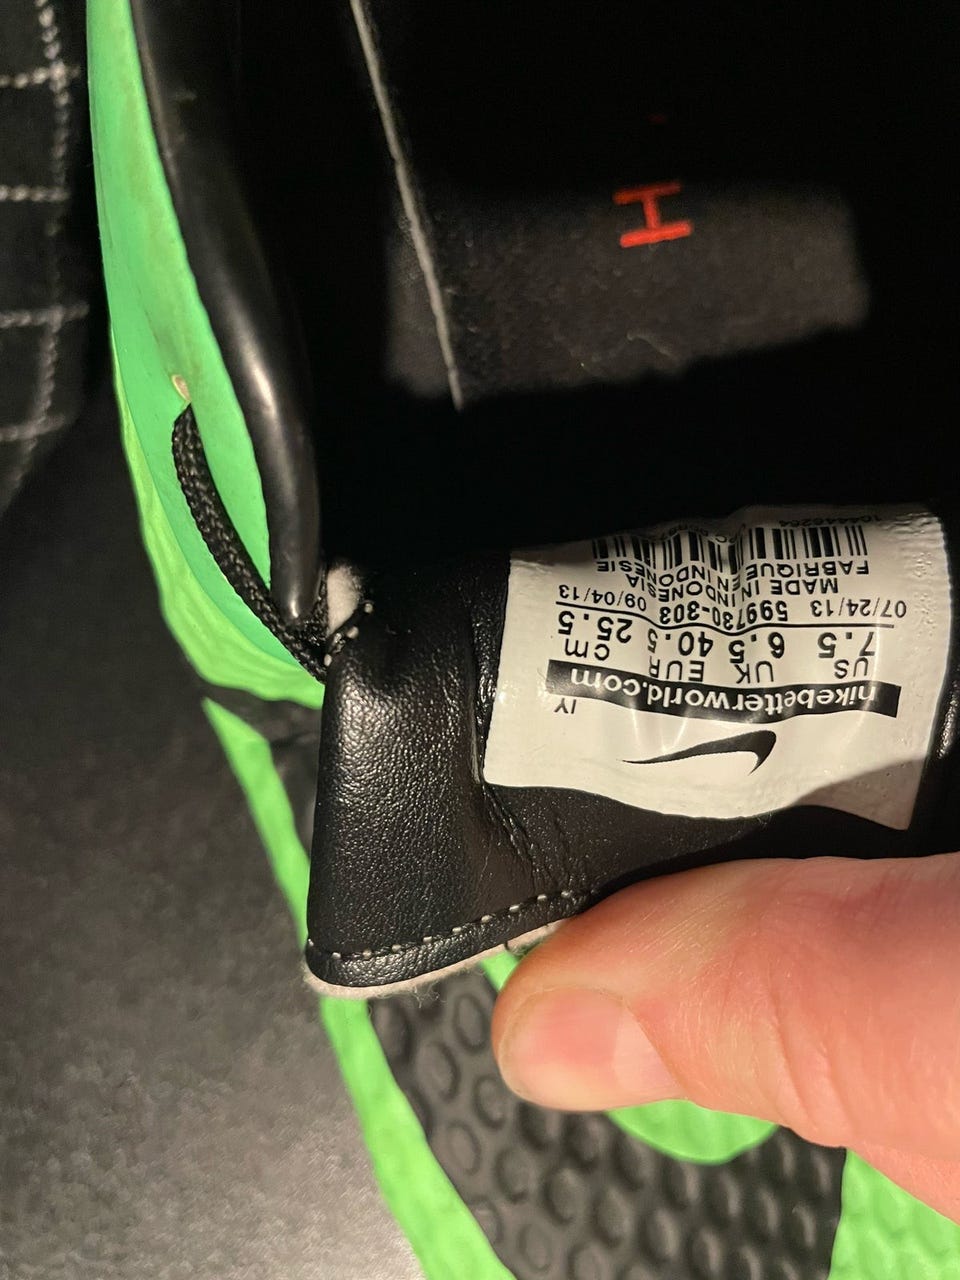 IY
nikebetterworld.com
US UK EUR cm
7.5 6.5 40.5 25.5
07/24/13 599730-303 09/04/13
MADE IN INDONESIA
FABRIQUE EN INDONESIE